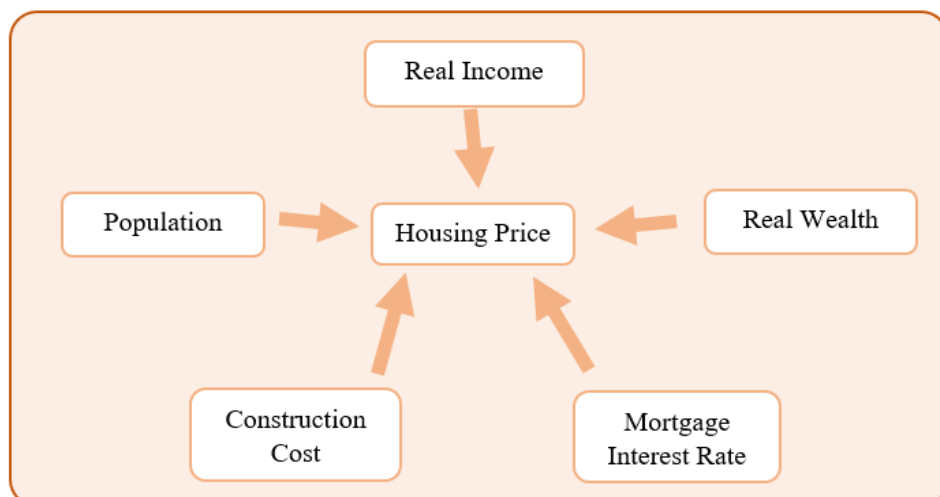 Real Income
Population
Housing Price
Real Wealth
Construction
Cost
Mortgage
Interest Rate